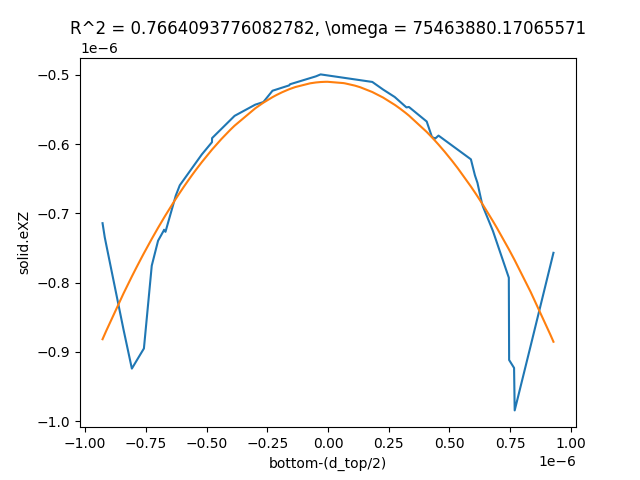 R^2 = 0.7664093776082782, \omega = 75463880.17065571
1e−6
−0.5
−0.6
−0.7
−0.8
−0.9
−1.0
solid.eXZ
−1.00 −0.75 −0.50 −0.25 0.00 0.25 0.50 0.75 1.00
bottom-(d_top/2)
1e−6